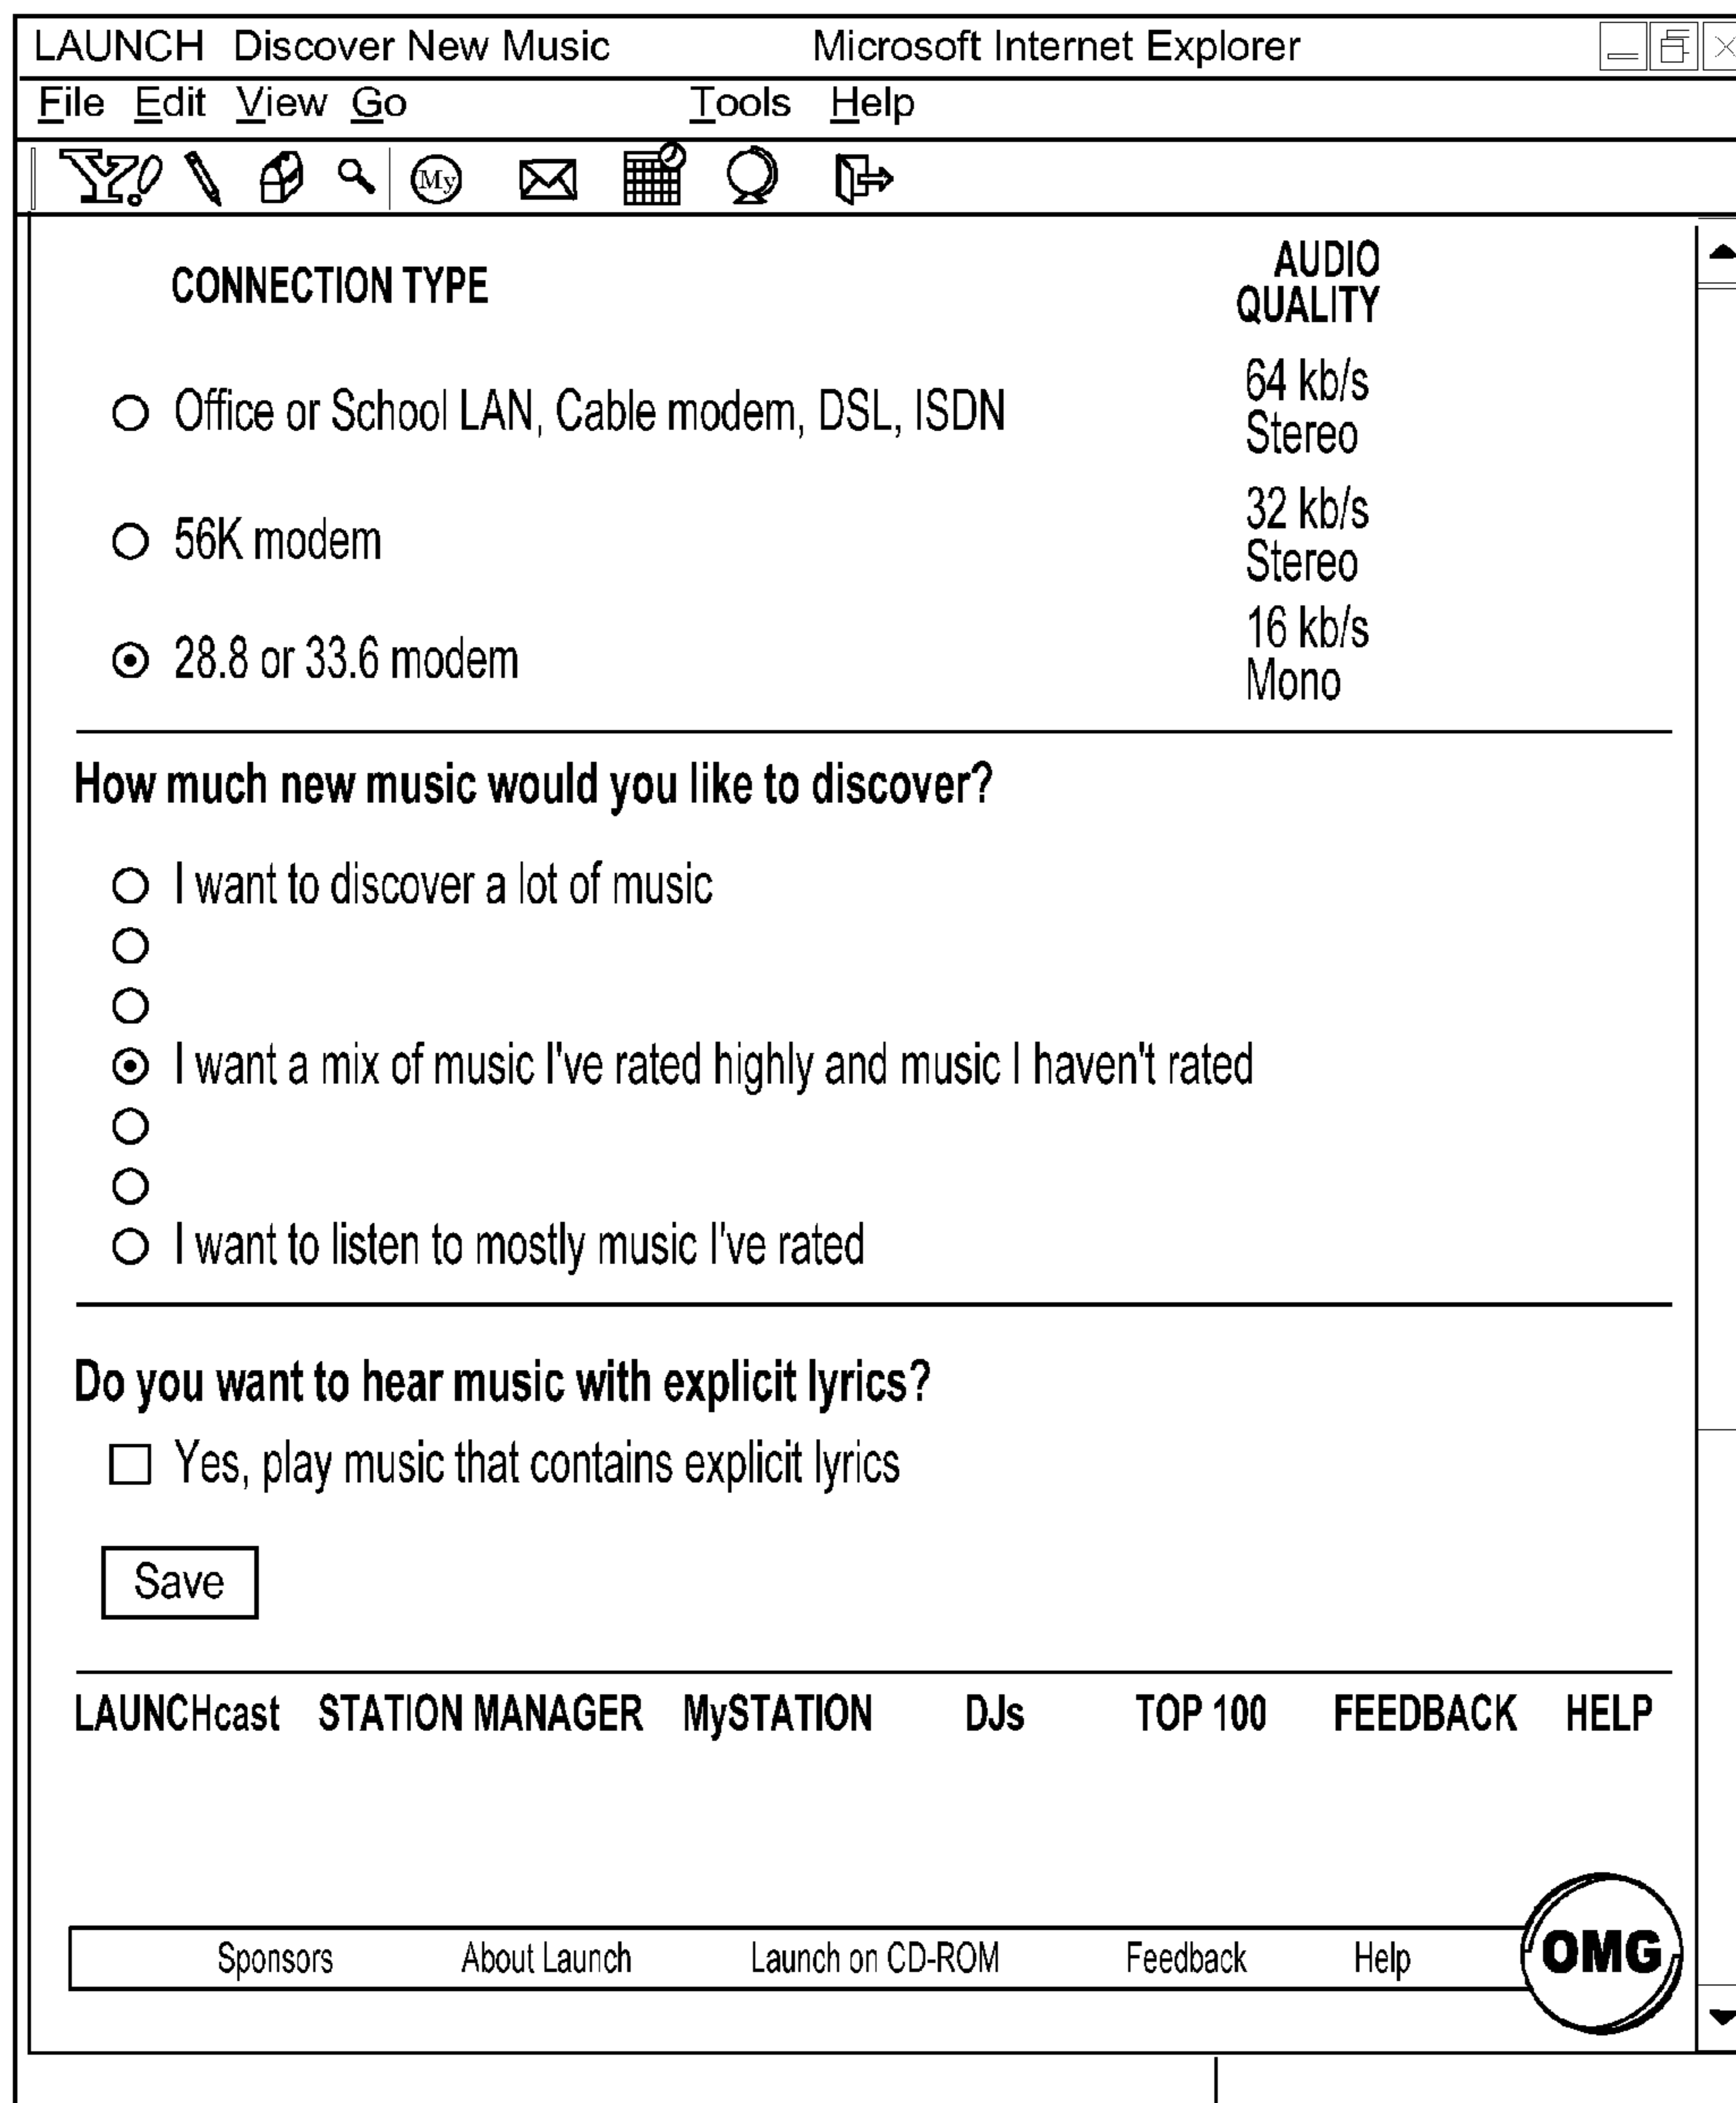 LAUNCH Discover New Music Microsoft Internet Explorer
File Edit View Go Tools Help
Y! My
CONNECTION TYPE
AUDIO
QUALITY
Office or School LAN, Cable modem, DSL, ISDN
64 kb/s
Stereo
56K modem
32 kb/s
Stereo
28.8 or 33.6 modem
16 kb/s
Mono
How much new music would you like to discover?
I want to discover a lot of music
I want a mix of music I've rated highly and music I haven't rated
I want to listen to mostly music I've rated
Do you want to hear music with explicit lyrics?
Yes, play music that contains explicit lyrics
Save
LAUNCHcast STATION MANAGER MySTATION DJs TOP 100 FEEDBACK HELP
Sponsors About Launch Launch on CD-ROM Feedback Help OMG